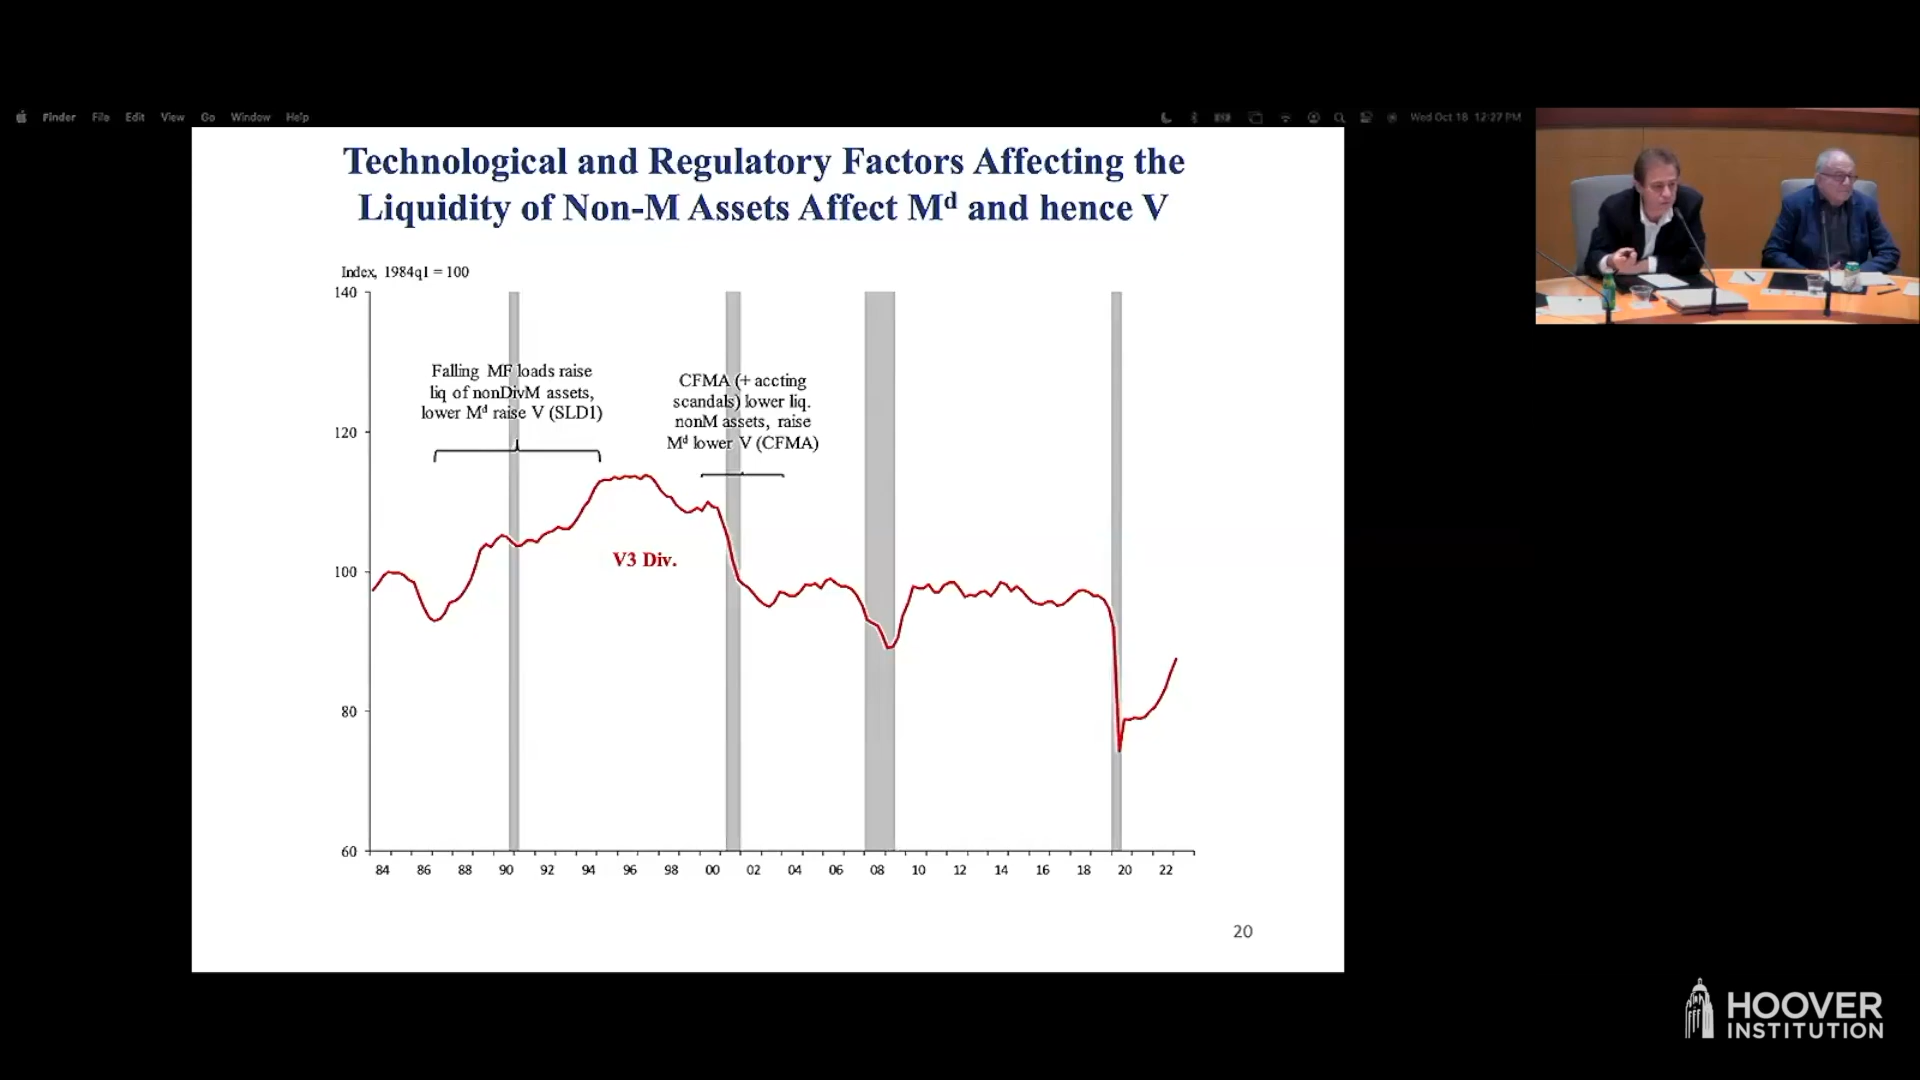 Finder File Edit View Go Window Help
Wed Oct 18 12:27 PM
Technological and Regulatory Factors Affecting the
Liquidity of Non-M Assets Affect Mᵈ and hence V
Index, 1984q1 = 100
140
120
100
80
60
Falling MF loads raise
liq of nonDivM assets,
lower Mᵈ raise V (SLD1)
CFMA (+ accting
scandals) lower liq.
nonM assets, raise
Mᵈ lower V (CFMA)
V3 Div.
84 86 88 90 92 94 96 98 00 02 04 06 08 10 12 14 16 18 20 22
20
HOOVER
INSTITUTION